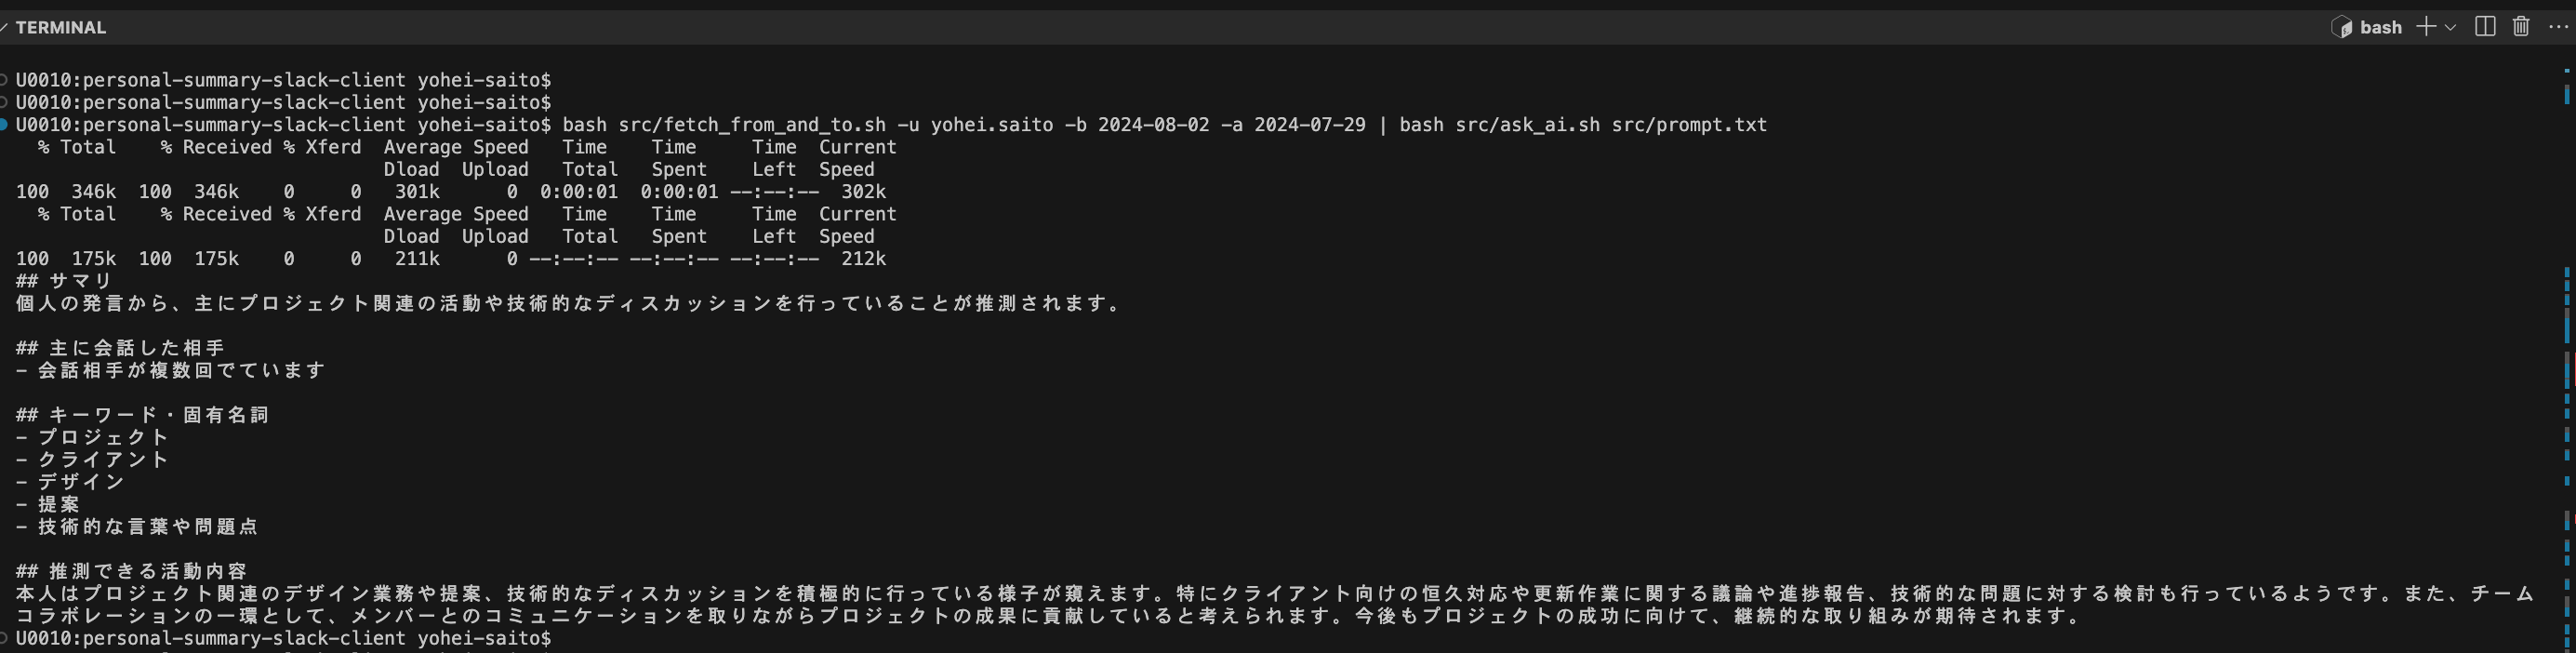 TERMINAL
bash
U0010:personal-summary-slack-client yohei-saito$
U0010:personal-summary-slack-client yohei-saito$
U0010:personal-summary-slack-client yohei-saito$ bash src/fetch_from_and_to.sh -u yohei.saito -b 2024-08-02 -a 2024-07-29 | bash src/ask_ai.sh src/prompt.txt
  % Total    % Received % Xferd  Average Speed   Time    Time     Time  Current
                                 Dload  Upload   Total   Spent    Left  Speed
100  346k  100  346k    0     0   301k      0  0:00:01  0:00:01 --:--:--  302k
  % Total    % Received % Xferd  Average Speed   Time    Time     Time  Current
                                 Dload  Upload   Total   Spent    Left  Speed
100  175k  100  175k    0     0   211k      0 --:--:-- --:--:-- --:--:--  212k
## サマリ
個人の発言から、主にプロジェクト関連の活動や技術的なディスカッションを行っていることが推測されます。
## 主に会話した相手
- 会話相手が複数回でています
## キーワード・固有名詞
- プロジェクト
- クライアント
- デザイン
- 提案
- 技術的な言葉や問題点
## 推測できる活動内容
本人はプロジェクト関連のデザイン業務や提案、技術的なディスカッションを積極的に行っている様子が窺えます。特にクライアント向けの恒久対応や更新作業に関する議論や進捗報告、技術的な問題に対する検討も行っているようです。また、チーム
コラボレーションの一環として、メンバーとのコミュニケーションを取りながらプロジェクトの成果に貢献していると考えられます。今後もプロジェクトの成功に向けて、継続的な取り組みが期待されます。
U0010:personal-summary-slack-client yohei-saito$